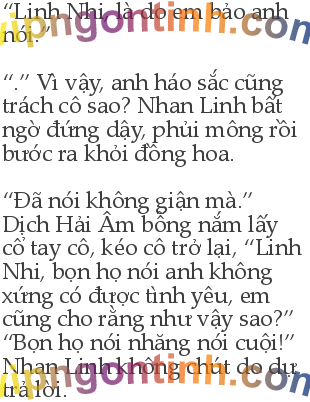 “Linh Nhi, là do em bảo anh
nói.”
vipngontinh.com
“.” Vì vậy, anh háo sắc cũng
trách cô sao? Nhan Linh bất
ngờ đứng dậy, phủi mông rồi
bước ra khỏi đồng hoa.
“Đã nói không giận mà.”
Dịch Hải Âm bỗng nắm lấy
cổ tay cô, kéo cô trở lại, “Linh
Nhi, bọn họ nói anh không
xứng có được tình yêu, em
cũng cho rằng như vậy sao?”
“Bọn họ nói nhăng nói cuội!”
Nhan Linh không chút do dự
trả lời.
vipngontinh.com